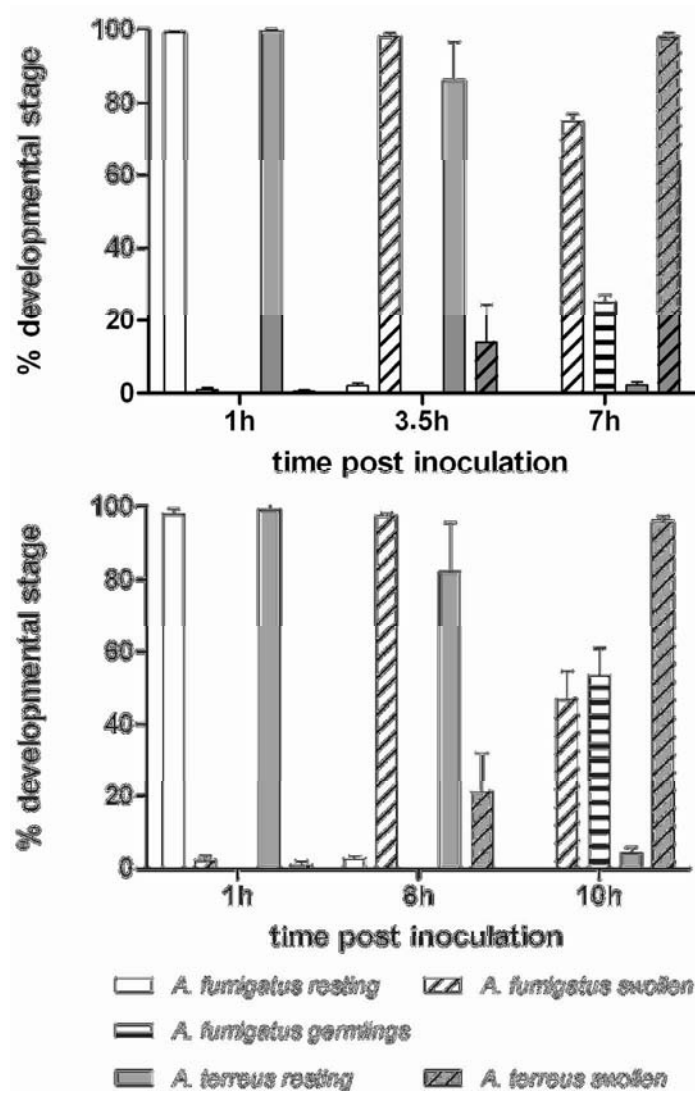 % developmental stage
100
80
60
40
20
0
1h 3.5h 7h
time post inoculation
% developmental stage
100
80
60
40
20
0
1h 8h 10h
time post inoculation
A. fumigatus resting A. fumigatus swollen
A. fumigatus germlings
A. terreus resting A. terreus swollen